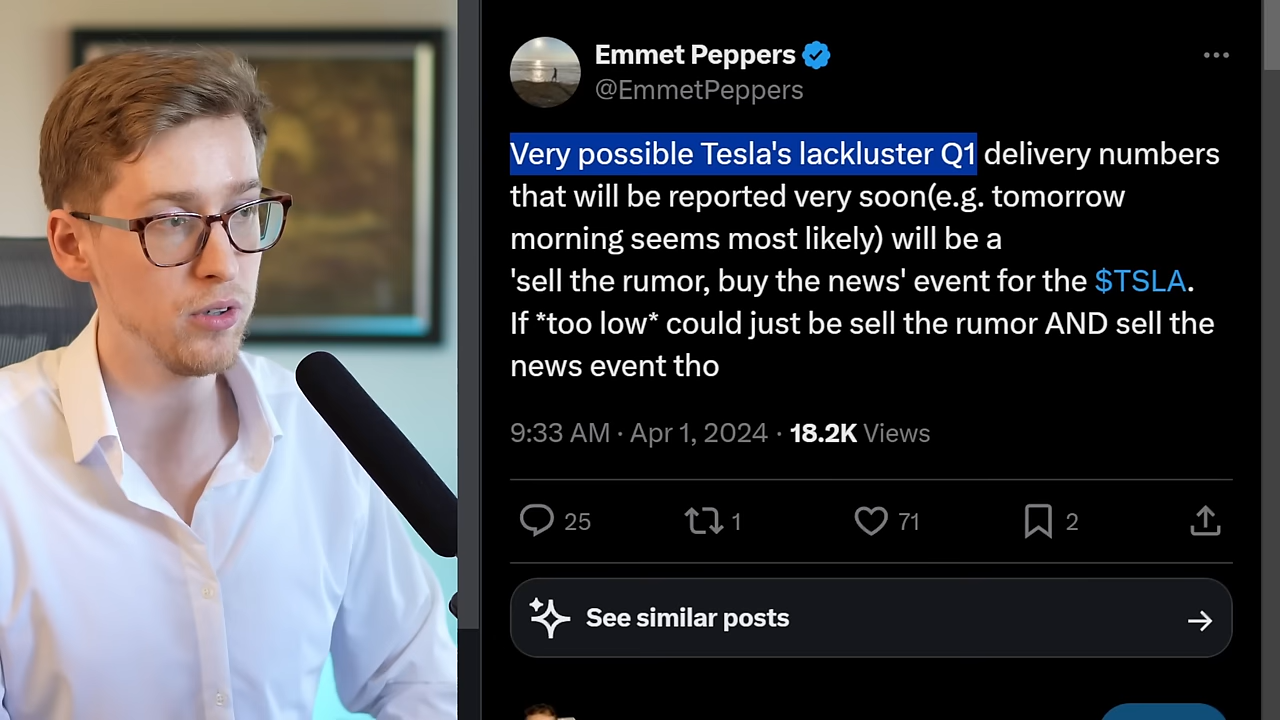 Emmet Peppers
@EmmetPeppers
Very possible Tesla's lackluster Q1 delivery numbers
that will be reported very soon(e.g. tomorrow
morning seems most likely) will be a
'sell the rumor, buy the news' event for the $TSLA.
If *too low* could just be sell the rumor AND sell the
news event tho
9:33 AM · Apr 1, 2024 · 18.2K Views
25 1 71 2
See similar posts